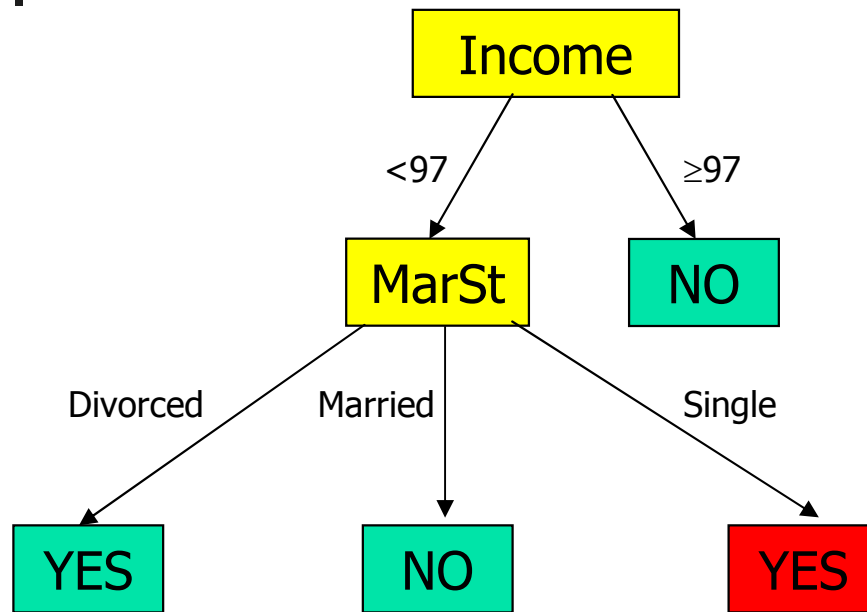 Income
<97
≥97
MarSt
NO
Divorced
Married
Single
YES
NO
YES